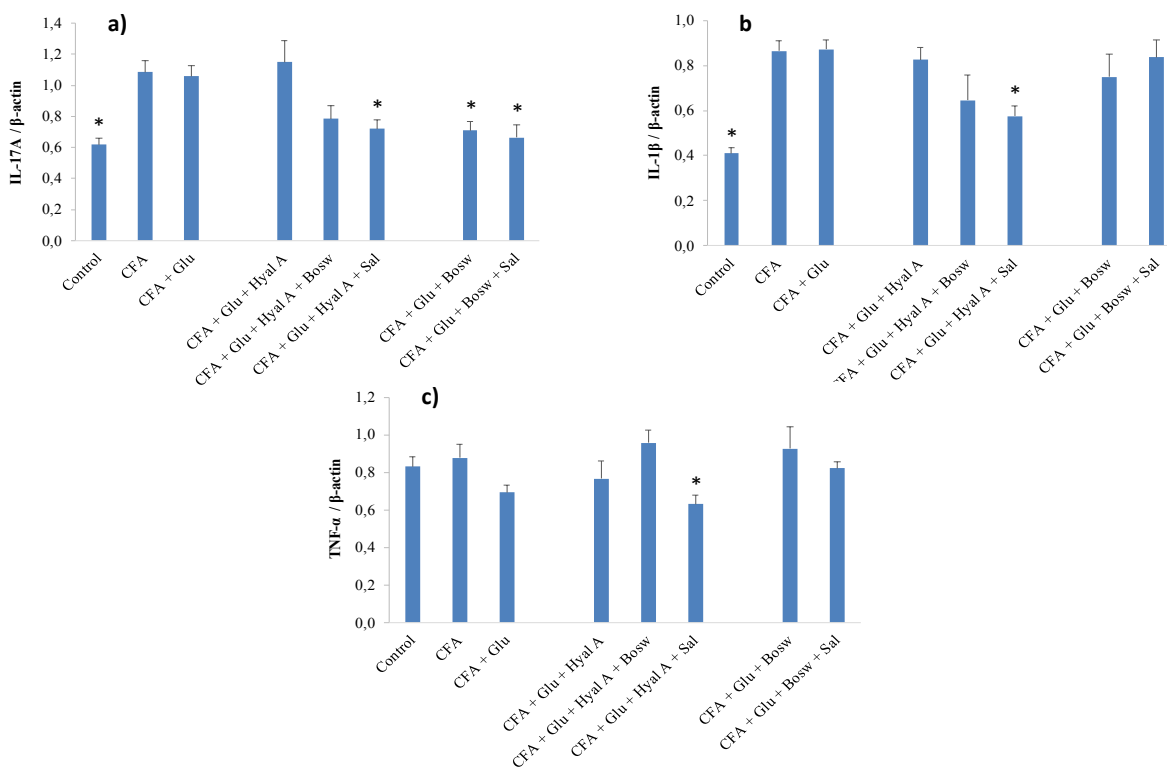 a)
IL-17A / β-actin
1,4
1,2
1,0
0,8
0,6
0,4
0,2
0,0
*
*
*
*
Control
CFA
CFA + Glu
CFA + Glu + Hyal A
CFA + Glu + Hyal A + Bosw
CFA + Glu + Hyal A + Sal
CFA + Glu + Bosw
CFA + Glu + Bosw + Sal
b
IL-1β / β-actin
1,0
0,8
0,6
0,4
0,2
0,0
*
*
Control
CFA
CFA + Glu
CFA + Glu + Hyal A
CFA + Glu + Hyal A + Bosw
CFA + Glu + Hyal A + Sal
CFA + Glu + Bosw
CFA + Glu + Bosw + Sal
c)
TNF-α / β-actin
1,2
1,0
0,8
0,6
0,4
0,2
0,0
*
Control
CFA
CFA + Glu
CFA + Glu + Hyal A
CFA + Glu + Hyal A + Bosw
CFA + Glu + Hyal A + Sal
CFA + Glu + Bosw
CFA + Glu + Bosw + Sal